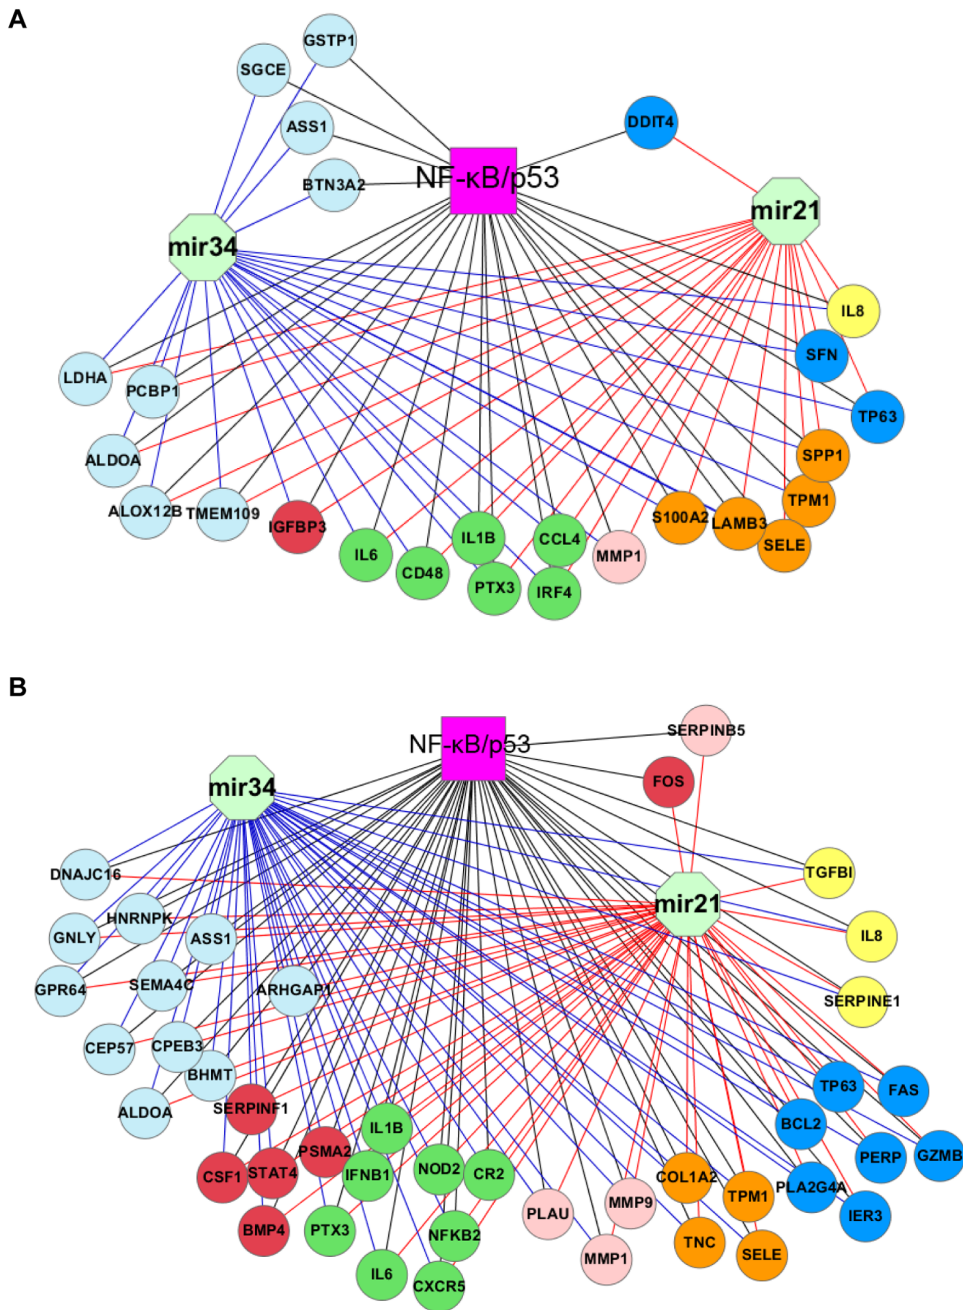 A
GSTP1
SGCE
ASS1
DDIT4
BTN3A2
NF-κB/p53
mir21
mir34
IL8
SFN
LDHA
PCBP1
TP63
ALDOA
SPP1
TPM1
ALOX12B
TMEM109
IGFBP3
S100A2
LAMB3
IL6
IL1B
CCL4
MMP1
SELE
CD48
PTX3
IRF4
B
SERPINB5
NF-κB/p53
FOS
mir34
DNAJC16
TGFBI
mir21
HNRNPK
GNLY
ASS1
IL8
GPR64
SEMA4C
ARHGAP1
SERPINE1
CEP57
CPEB3
BHMT
TP63
FAS
ALDOA
SERPINF1
BCL2
IL1B
PSMA2
PERP
GZMB
CSF1
STAT4
IFNB1
NOD2
CR2
COL1A2
PLA2G4A
TPM1
MMP9
PLAU
IER3
BMP4
PTX3
NFKB2
TNC
SELE
MMP1
IL6
CXCR5